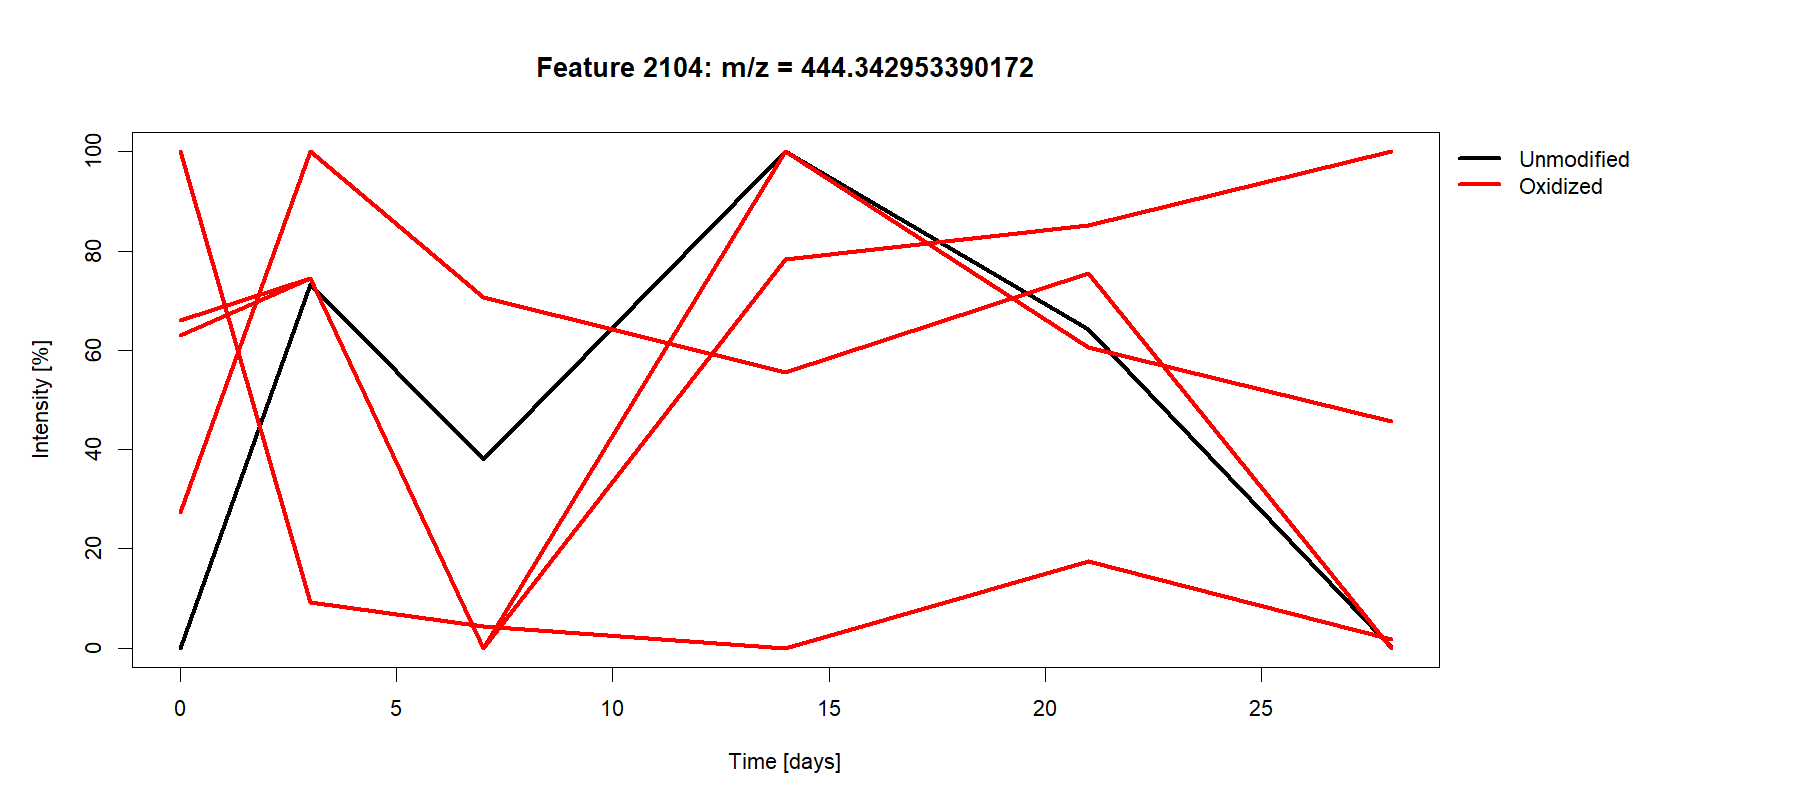 Feature 2104: m/z = 444.342953390172
Unmodified
Oxidized
Intensity [%]
100
80
60
40
20
0
0 5 10 15 20 25
Time [days]